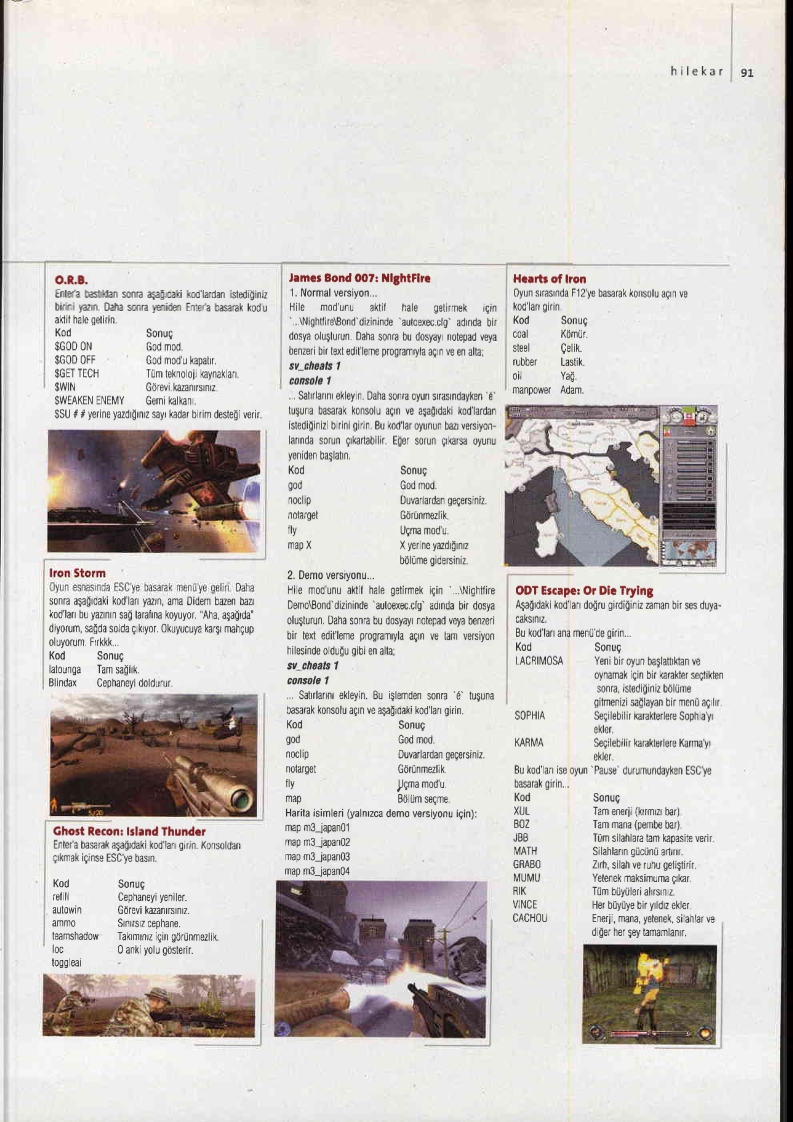 hilekar 91
O.R.B.
Enter'a bastıktan sonra aşağıdaki kod'lardan istediğiniz
birini yazın. Daha sonra yeniden Enter'a basarak kod'u
aktif hale getirin.
Kod Sonuç
$GOD ON God mod.
$GOD OFF God mod'u kapatır.
$GET TECH Tüm teknoloji kaynakları.
$WIN Görevi kazanırsınız.
$WEAKEN ENEMY Gemi kalkanı.
$SU # # yerine yazdığınız sayı kadar birim desteği verir.
Iron Storm
Oyun esnasında ESC'ye basarak menü'ye gelin. Daha
sonra aşağıdaki kod'ları yazın, ama Didem bazen bazı
kod'ları bu yazının sağ tarafına koyuyor. "Aha, aşağıda"
diyorum, sağda solda çıkıyor. Okuyucuya karşı mahçup
oluyorum. Fırkkk...
Kod Sonuç
latounga Tam sağlık.
Blindax Cephaneyi doldurur.
Ghost Recon: Island Thunder
Enter'a basarak aşağıdaki kod'ları girin. Konsoldan
çıkmak içinse ESC'ye basın.
Kod Sonuç
refill Cephaneyi yeniler.
autowin Görevi kazanırsınız.
ammo Sınırsız cephane.
teamshadow Takımınız için görünmezlik.
loc O anki yolu gösterir.
toggleai -
James Bond 007: NightFire
1. Normal versiyon...
Hile mod'unu aktif hale getirmek için
`...\Nightfire\Bond`dizininde `autoexec.cfg` adında bir
dosya oluşturun. Daha sonra bu dosyayı notepad veya
benzeri bir text edit'leme programıyla açın ve en alta;
sv_cheats 1
console 1
... Satırlarını ekleyin. Daha sonra oyun sırasındayken `é`
tuşuna basarak konsolu açın ve aşağıdaki kod'lardan
istediğinizi birini girin. Bu kod'lar oyunun bazı versiyon-
larında sorun çıkartabilir. Eğer sorun çıkarsa oyunu
yeniden başlatın.
Kod Sonuç
god God mod.
noclip Duvarlardan geçersiniz.
notarget Görünmezlik.
fly Uçma mod'u.
map X X yerine yazdığınız
bölüme gidersiniz.
2. Demo versiyonu...
Hile mod'unu aktif hale getirmek için `...\Nightfire
Demo\Bond`dizininde `autoexec.cfg` adında bir dosya
oluşturun. Daha sonra bu dosyayı notepad veya benzeri
bir text edit'leme programıyla açın ve tam versiyon
hilesinde olduğu gibi en alta;
sv_cheats 1
console 1
... Satırlarını ekleyin. Bu işlemden sonra `é` tuşuna
basarak konsolu açın ve aşağıdaki kod'ları girin.
Kod Sonuç
god God mod.
noclip Duvarlardan geçersiniz.
notarget Görünmezlik.
fly Uçma mod'u.
map Bölüm seçme.
Harita isimleri (yalnızca demo versiyonu için):
map m3_japan01
map m3_japan02
map m3_japan03
map m3_japan04
Hearts of Iron
Oyun sırasında F12'ye basarak konsolu açın ve
kod'ları girin.
Kod Sonuç
coal Kömür.
steel Çelik.
rubber Lastik.
oil Yağ.
manpower Adam.
ODT Escape: Or Die Trying
Aşağıdaki kod'ları doğru girdiğiniz zaman bir ses duya-
caksınız.
Bu kod'ları ana menü'de girin...
Kod Sonuç
LACRIMOSA Yeni bir oyun başlattıktan ve
oynamak için bir karakter seçtikten
sonra, istediğiniz bölüme
gitmenizi sağlayan bir menü açılır.
SOPHIA Seçilebilir karakterlere Sophia'yı
ekler.
KARMA Seçilebilir karakterlere Karma'yı
ekler.
Bu kod'ları ise oyun `Pause` durumundayken ESC'ye
basarak girin...
Kod Sonuç
XUL Tam enerji (kırmızı bar).
BOZ Tam mana (pembe bar).
JBB Tüm silahlara tam kapasite verir.
MATH Silahların gücünü artırır.
GRABO Zırh, silah ve ruhu geliştirir.
MUMU Yetenek maksimuma çıkar.
RIK Tüm büyüleri alırsınız.
VINCE Her büyüye bir yıldız ekler.
CACHOU Enerji, mana, yetenek, silahlar ve
diğer her şey tamamlanır.